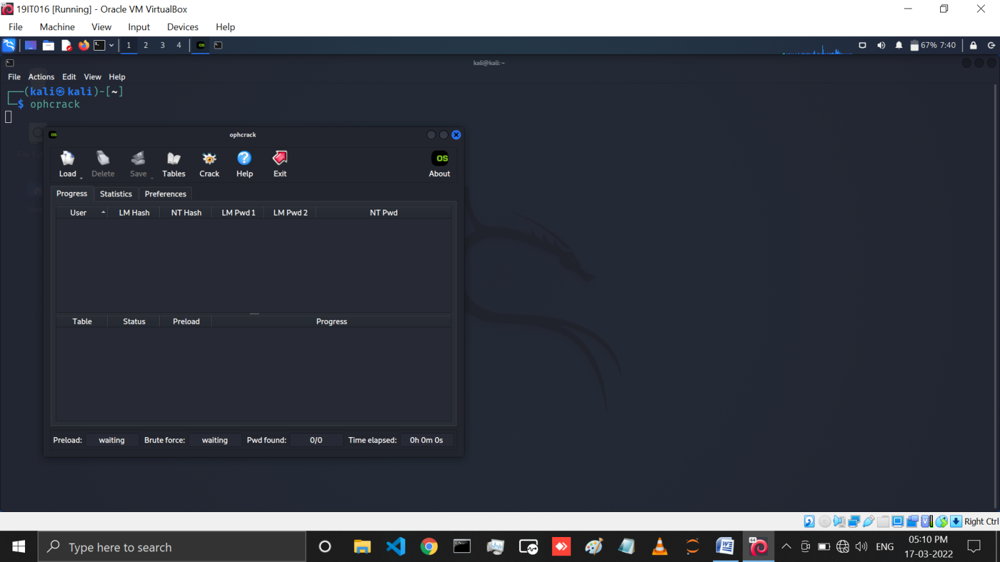 19IT016 [Running] - Oracle VM VirtualBox
File Machine View Input Devices Help
1 2 3 4 67% 7:40
kali@kali: ~
File Actions Edit View Help
(kali㉿kali)-[~]
$ ophcrack
ophcrack
Load Delete Save Tables Crack Help Exit OS About
Progress Statistics Preferences
User LM Hash NT Hash LM Pwd 1 LM Pwd 2 NT Pwd
Table Status Preload Progress
Preload: waiting Brute force: waiting Pwd found: 0/0 Time elapsed: 0h 0m 0s
Right Ctrl
Type here to search ENG 05:10 PM
17-03-2022